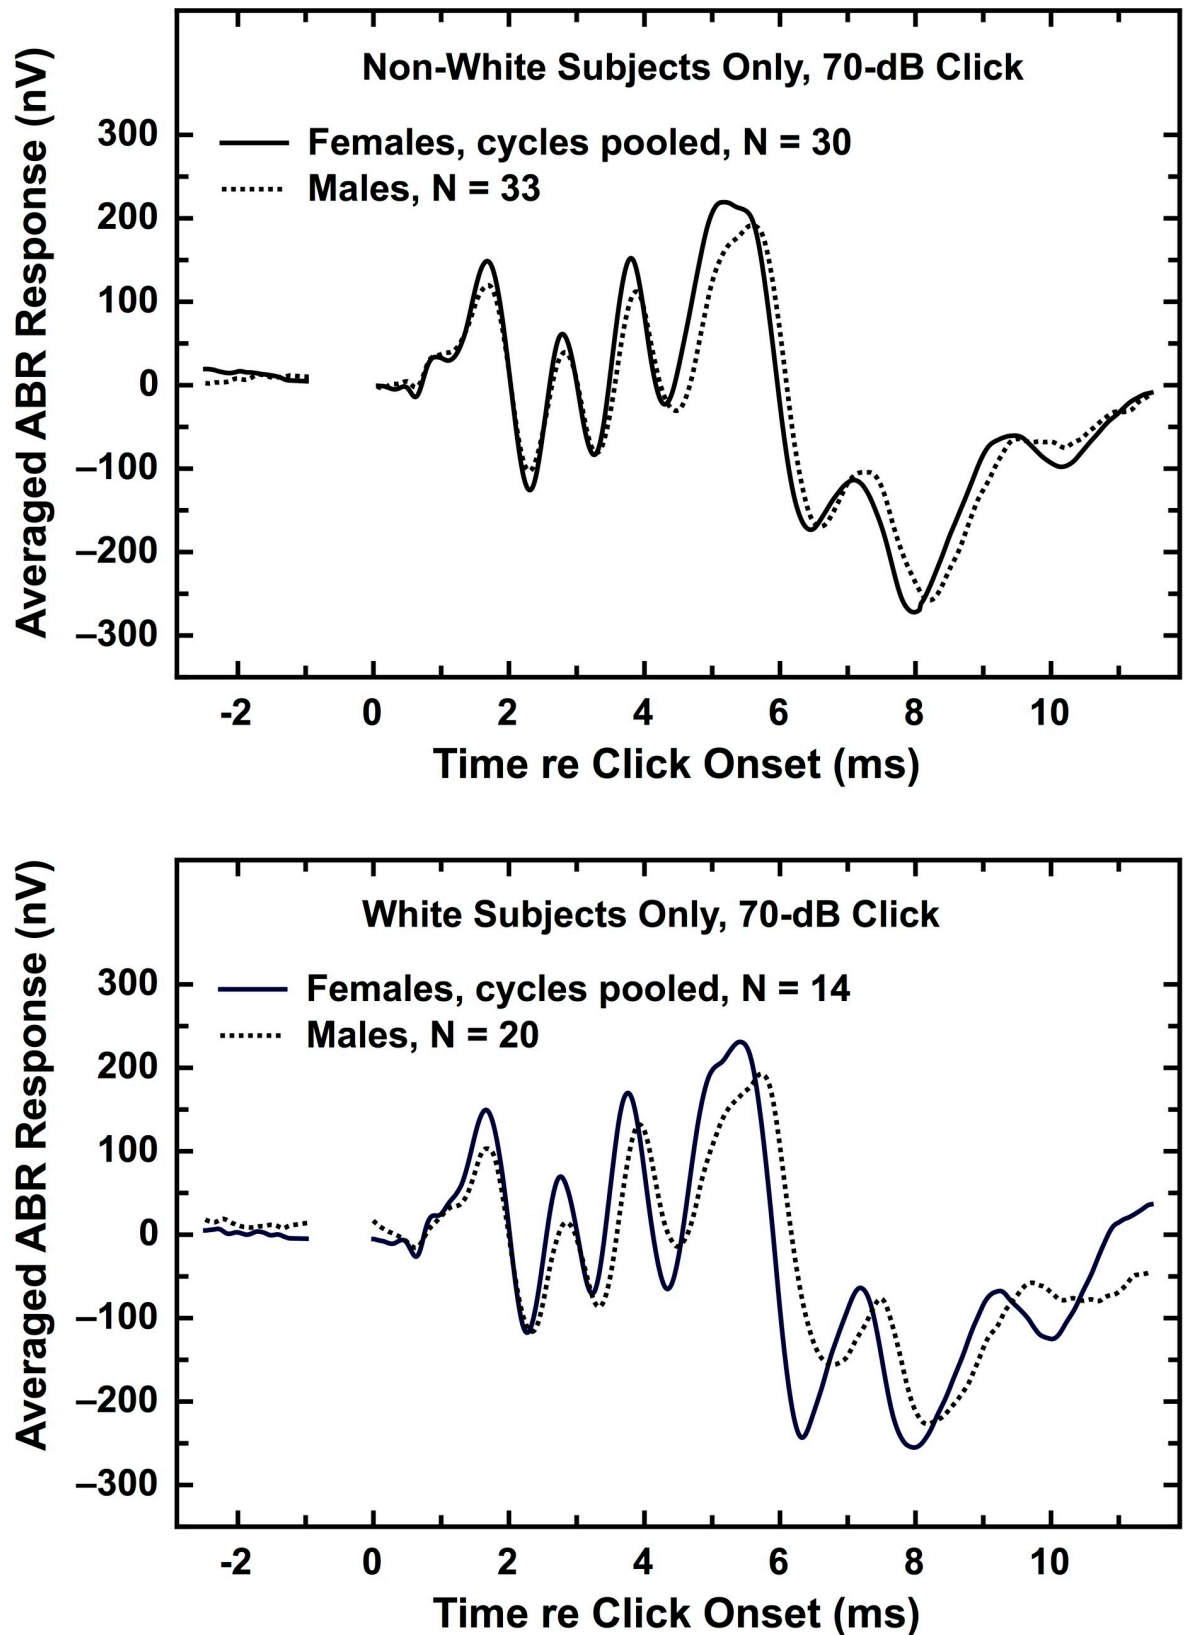 Non-White Subjects Only, 70-dB Click
Females, cycles pooled, N = 30
Males, N = 33
Averaged ABR Response (nV)
300
200
100
0
–100
–200
–300
-2 0 2 4 6 8 10
Time re Click Onset (ms)
White Subjects Only, 70-dB Click
Females, cycles pooled, N = 14
Males, N = 20
Averaged ABR Response (nV)
300
200
100
0
–100
–200
–300
-2 0 2 4 6 8 10
Time re Click Onset (ms)